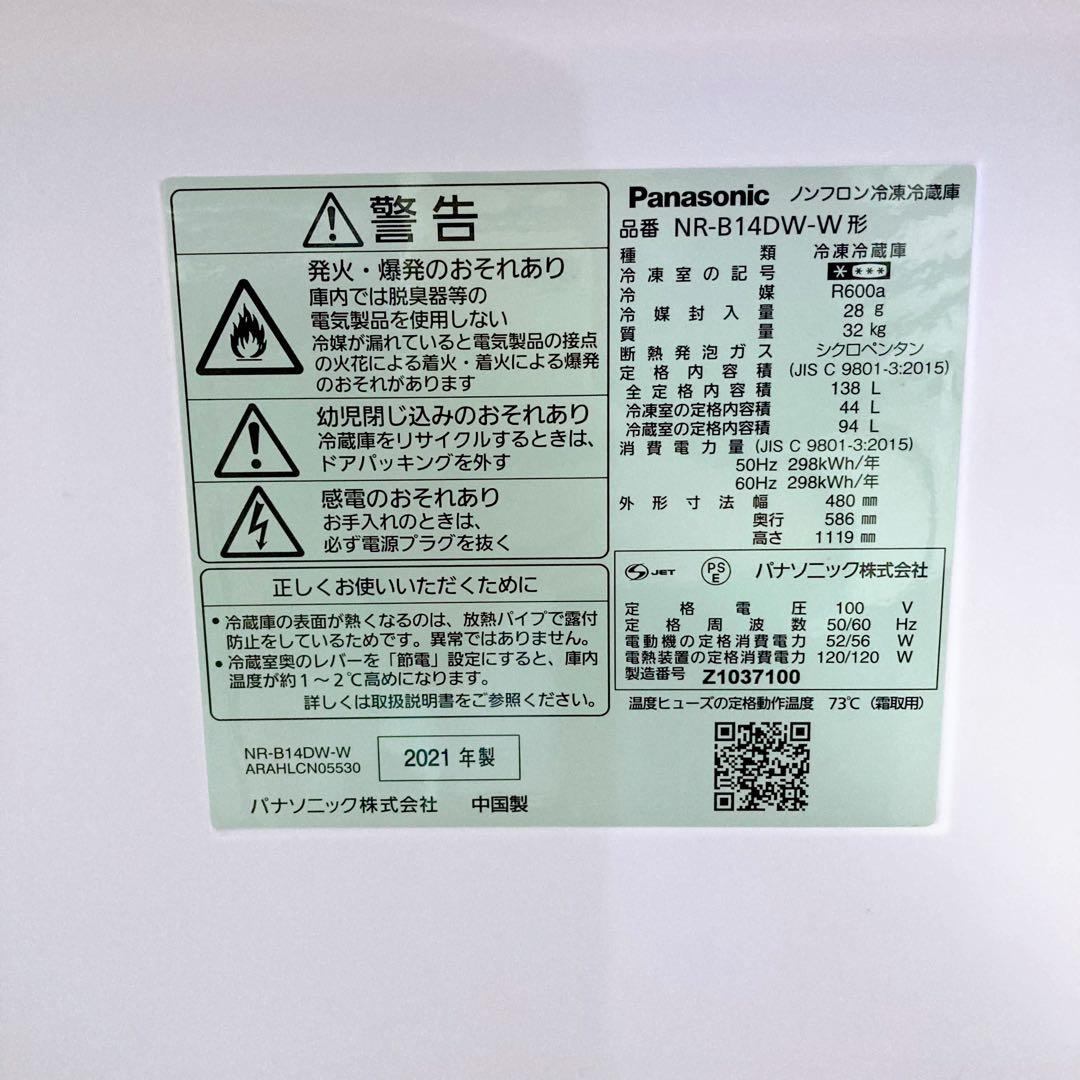 警告
発火・爆発のおそれあり
庫内では脱臭器等の
電気製品を使用しない
冷媒が漏れていると電気製品の接点
の火花による着火・着火による爆発
のおそれがあります
幼児閉じ込みのおそれあり
冷蔵庫をリサイクルするときは、
ドアパッキングを外す
感電のおそれあり
お手入れのときは、
必ず電源プラグを抜く
正しくお使いいただくために
・冷蔵庫の表面が熱くなるのは、放熱パイプで露付
防止をしているためです。異常ではありません。
・冷蔵室奥のレバーを「節電」設定にすると、庫内
温度が約1～2℃高めになります。
詳しくは取扱説明書をご参照ください。
NR-B14DW-W
ARAHLCN05530
2021 年製
パナソニック株式会社 中国製
Panasonic ノンフロン冷凍冷蔵庫
品番 NR-B14DW-W形
種類 冷凍冷蔵庫
冷凍室の記号 * ***
冷媒 R600a
冷媒封入量 28 g
質量 32 kg
断熱発泡ガス シクロペンタン
定格内容積 (JIS C 9801-3:2015)
全定格内容積 138 L
冷凍室の定格内容積 44 L
冷蔵室の定格内容積 94 L
消費電力量 (JIS C 9801-3:2015)
50Hz 298kWh/年
60Hz 298kWh/年
外形寸法 幅 480 mm
奥行 586 mm
高さ 1119 mm
JET PSE パナソニック株式会社
定格電圧 100 V
定格周波数 50/60 Hz
電動機の定格消費電力 52/56 W
電熱装置の定格消費電力 120/120 W
製造番号 Z1037100
温度ヒューズの定格動作温度 73℃（霜取用）